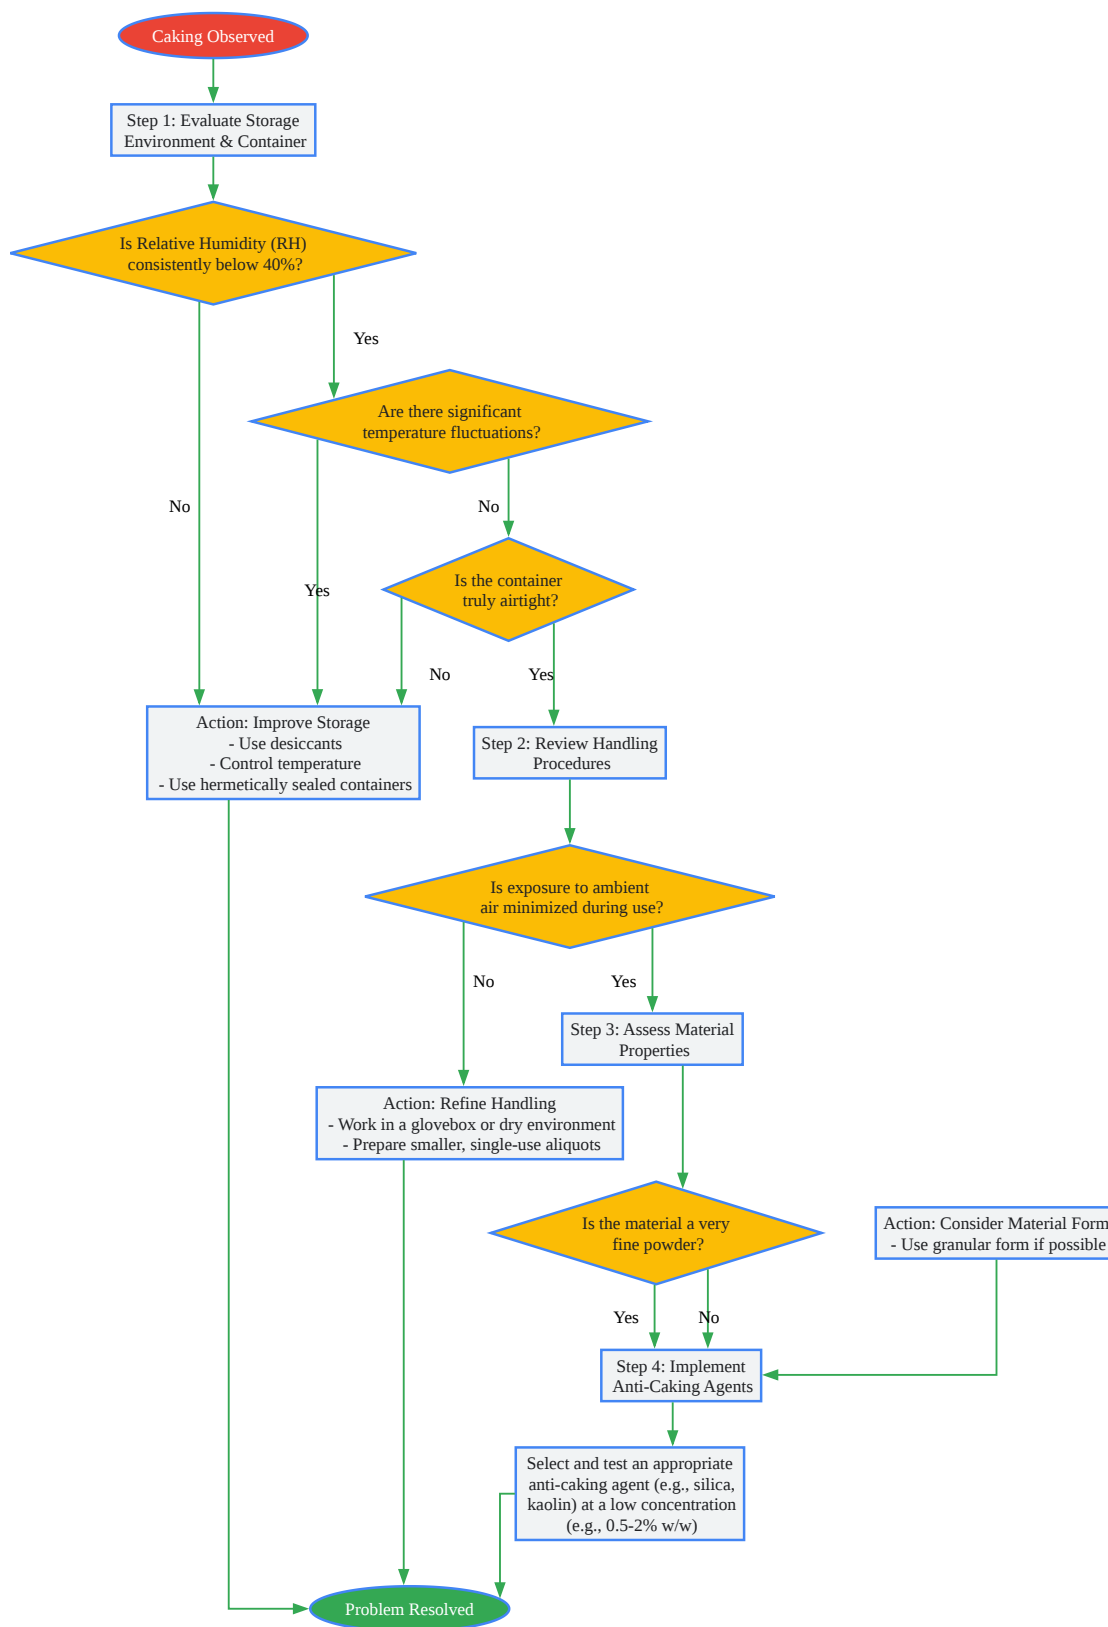 Caking Observed
Step 1: Evaluate Storage
Environment & Container
Is Relative Humidity (RH)
consistently below 40%?
Yes
Are there significant
temperature fluctuations?
No
No
Is the container
truly airtight?
Yes
No
Yes
Action: Improve Storage
- Use desiccants
- Control temperature
- Use hermetically sealed containers
Step 2: Review Handling
Procedures
Is exposure to ambient
air minimized during use?
No
Yes
Step 3: Assess Material
Properties
Action: Refine Handling
- Work in a glovebox or dry environment
- Prepare smaller, single-use aliquots
Is the material a very
fine powder?
Action: Consider Material Form
- Use granular form if possible
Yes
No
Step 4: Implement
Anti-Caking Agents
Select and test an appropriate
anti-caking agent (e.g., silica,
kaolin) at a low concentration
(e.g., 0.5-2% w/w)
Problem Resolved